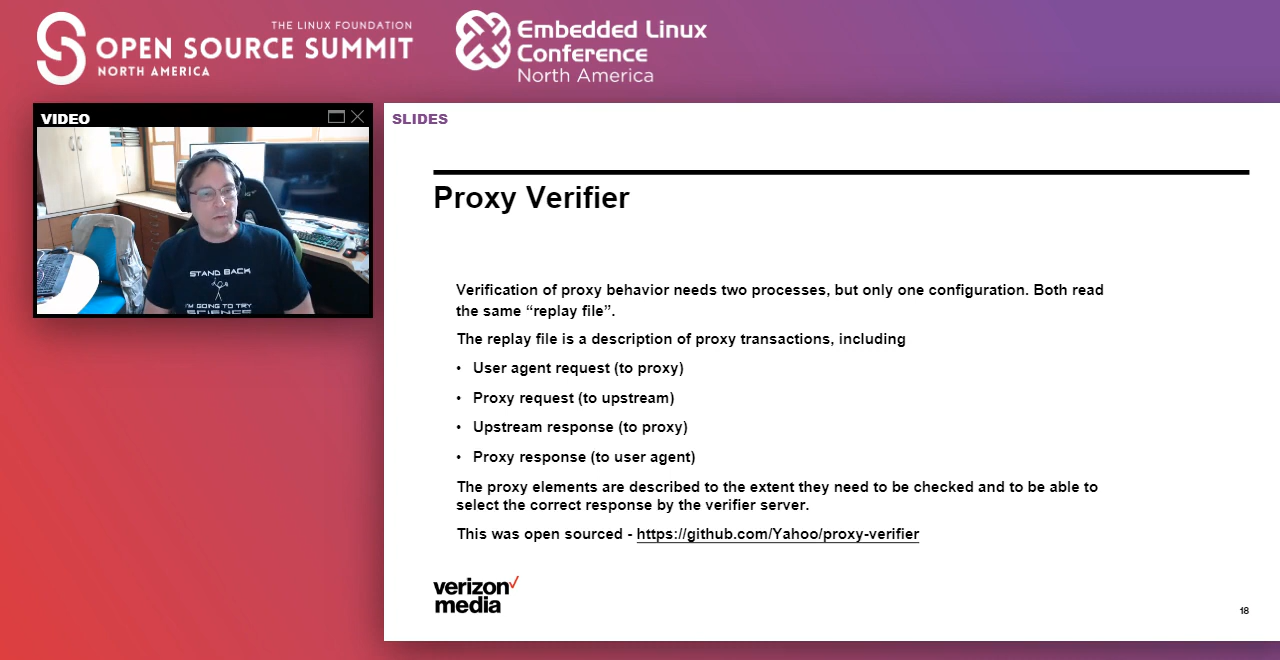 THE LINUX FOUNDATION
OPEN SOURCE SUMMIT
NORTH AMERICA
Embedded Linux
Conference
North America
VIDEO
STAND BACK
I'M GOING TO TRY
SCIENCE
SLIDES
Proxy Verifier
Verification of proxy behavior needs two processes, but only one configuration. Both read
the same “replay file”.
The replay file is a description of proxy transactions, including
• User agent request (to proxy)
• Proxy request (to upstream)
• Upstream response (to proxy)
• Proxy response (to user agent)
The proxy elements are described to the extent they need to be checked and to be able to
select the correct response by the verifier server.
This was open sourced - https://github.com/Yahoo/proxy-verifier
verizon✓
media
18